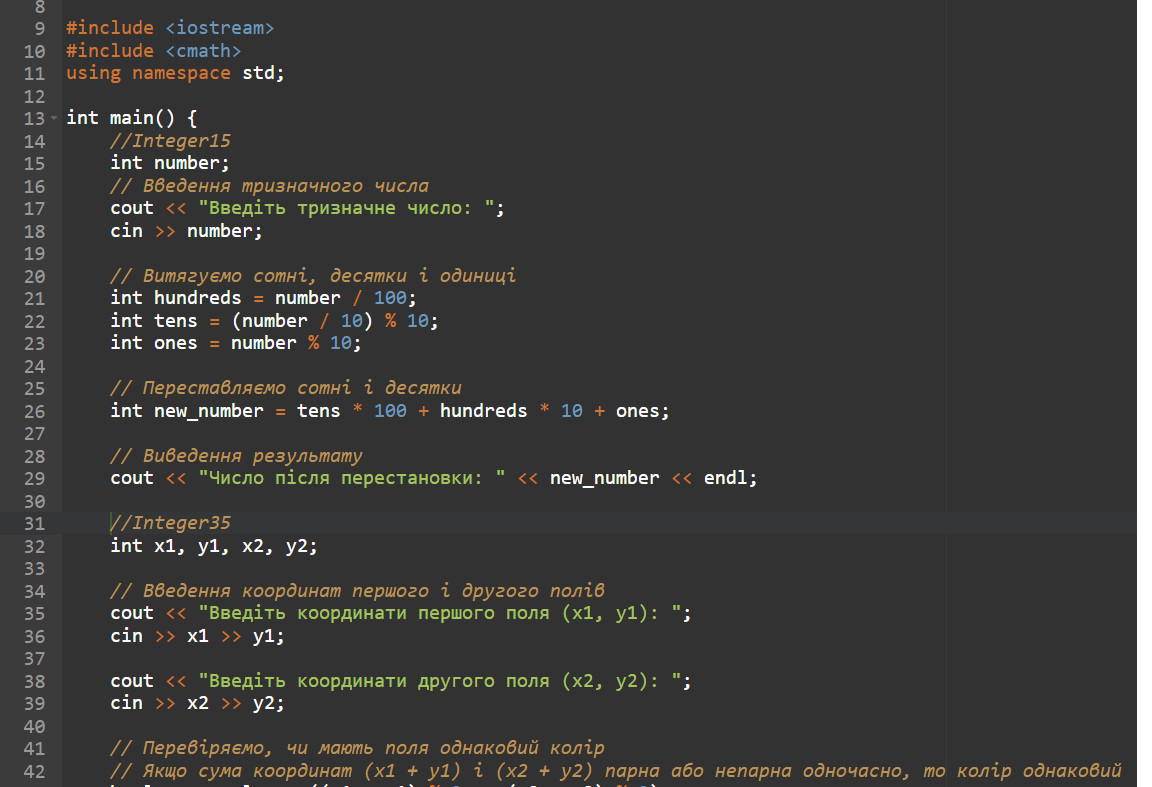 8
9 #include <iostream>
10 #include <cmath>
11 using namespace std;
12
13 int main() {
14 //Integer15
15 int number;
16 // Введення тризначного числа
17 cout << "Введіть тризначне число: ";
18 cin >> number;
19
20 // Витягуємо сотні, десятки і одиниці
21 int hundreds = number / 100;
22 int tens = (number / 10) % 10;
23 int ones = number % 10;
24
25 // Переставляємо сотні і десятки
26 int new_number = tens * 100 + hundreds * 10 + ones;
27
28 // Виведення результату
29 cout << "Число після перестановки: " << new_number << endl;
30
31 //Integer35
32 int x1, y1, x2, y2;
33
34 // Введення координат першого і другого полів
35 cout << "Введіть координати першого поля (x1, y1): ";
36 cin >> x1 >> y1;
37
38 cout << "Введіть координати другого поля (x2, y2): ";
39 cin >> x2 >> y2;
40
41 // Перевіряємо, чи мають поля однаковий колір
42 // Якщо сума координат (x1 + y1) і (x2 + y2) парна або непарна одночасно, то колір однаковий